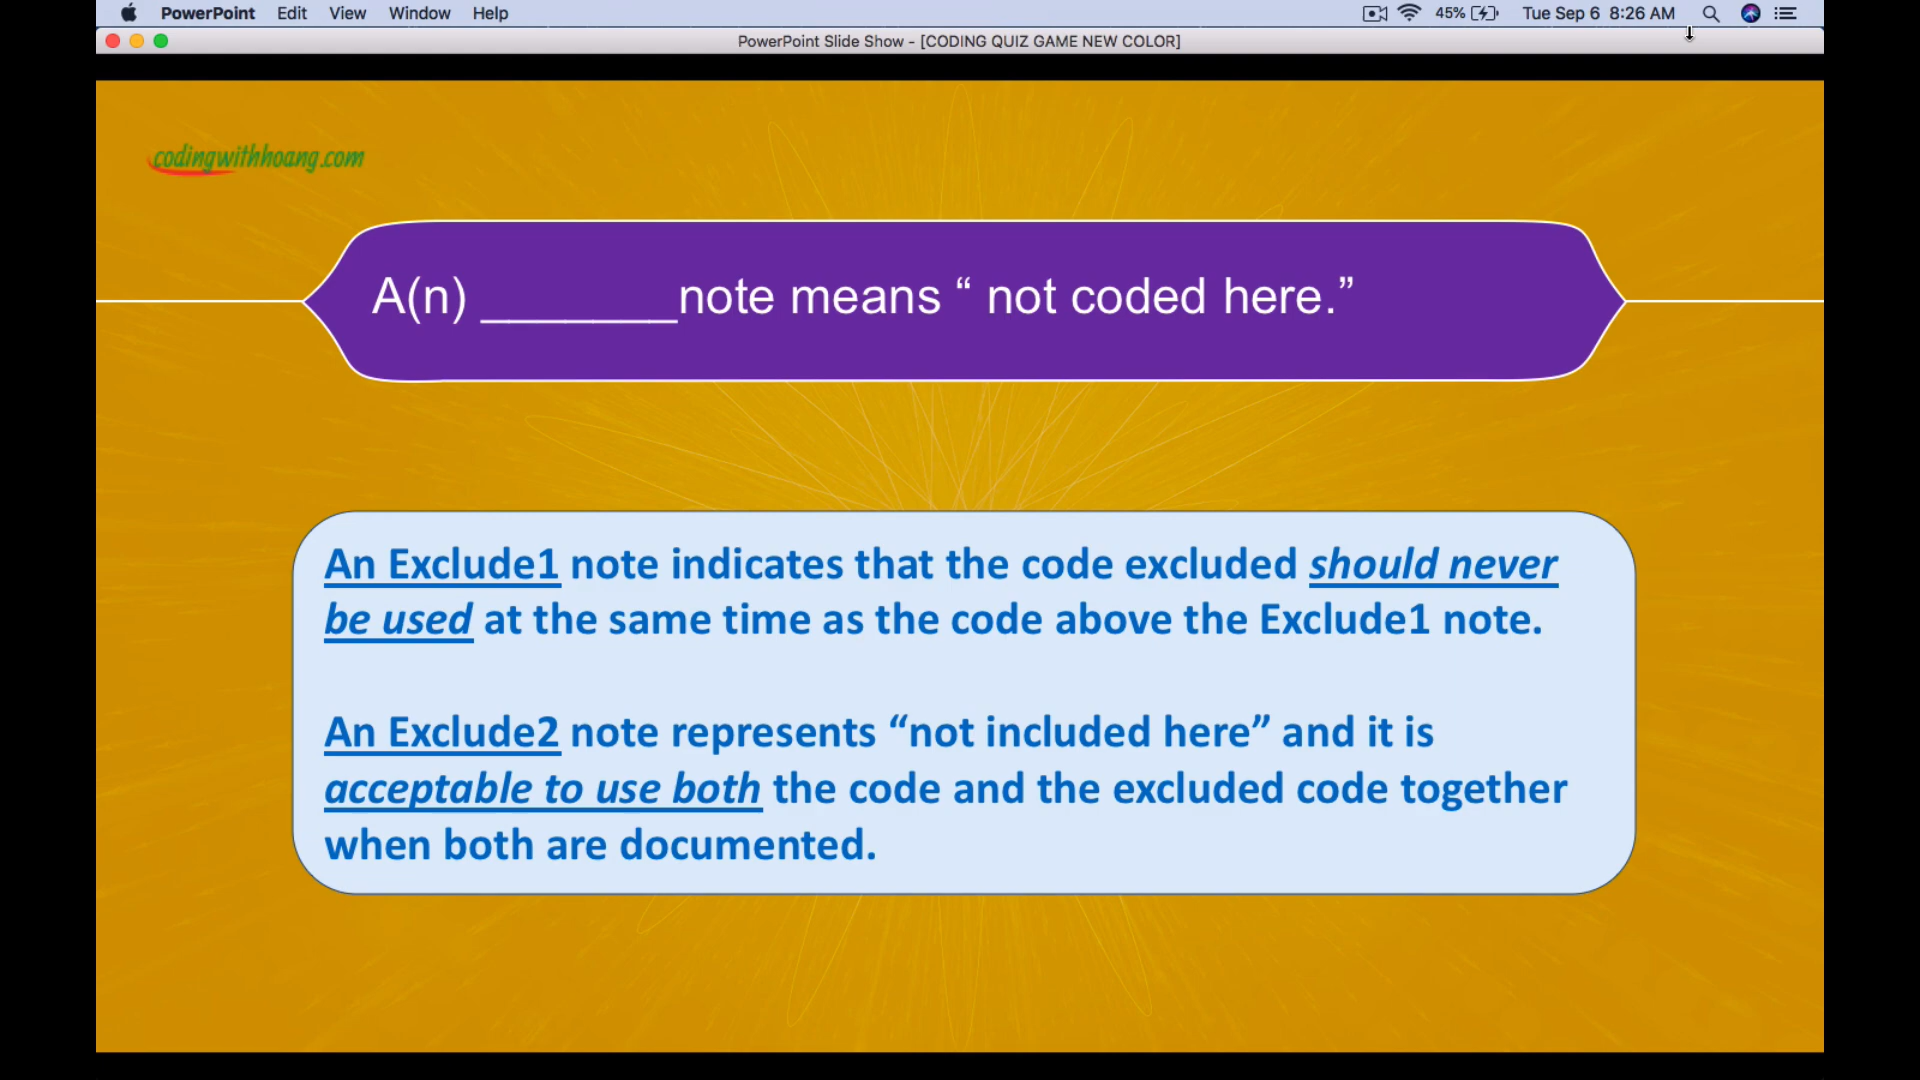 PowerPoint Edit View Window Help 45% Tue Sep 6 8:26 AM
PowerPoint Slide Show - [CODING QUIZ GAME NEW COLOR]
codingwithhoang.com
A(n) _______note means “ not coded here.”
An Exclude1 note indicates that the code excluded should never
be used at the same time as the code above the Exclude1 note.
An Exclude2 note represents “not included here” and it is
acceptable to use both the code and the excluded code together
when both are documented.